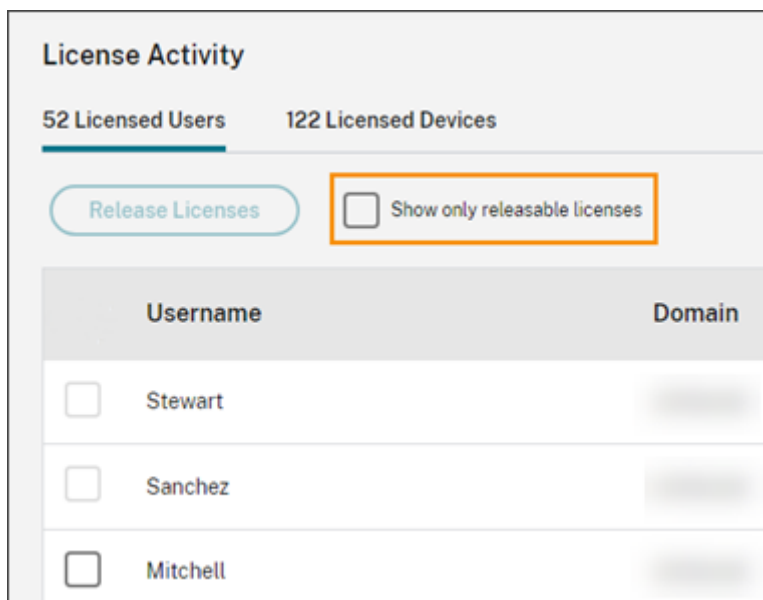 License Activity
52 Licensed Users 122 Licensed Devices
Release Licenses Show only releasable licenses
Username Domain
Stewart
Sanchez
Mitchell